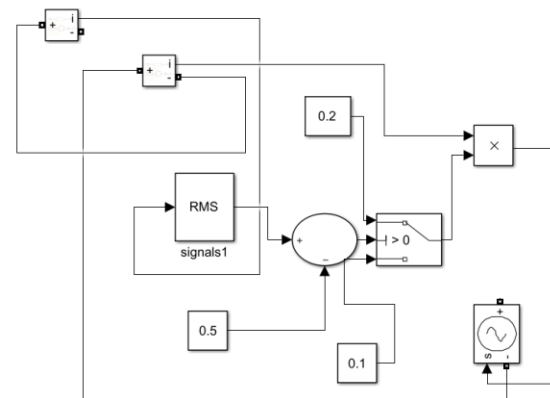 + i -
+ i -
0.2
×
RMS
signals1
+
−
> 0
0.5
0.1
+
s -